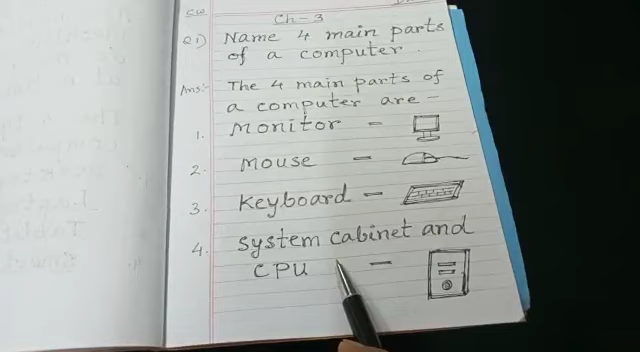 CW
Ch-3
Q1) Name 4 main parts
of a computer.
Ans:- The 4 main parts of
a computer are -
1. Monitor -
2. Mouse -
3. Keyboard -
4. System Cabinet and
CPU -